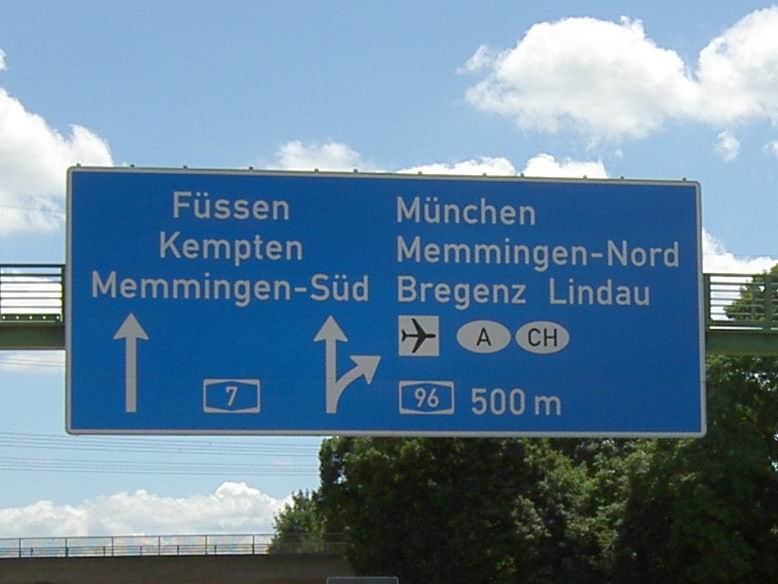 Füssen
Kempten
Memmingen-Süd
7
München
Memmingen-Nord
Bregenz Lindau
A CH
96 500 m